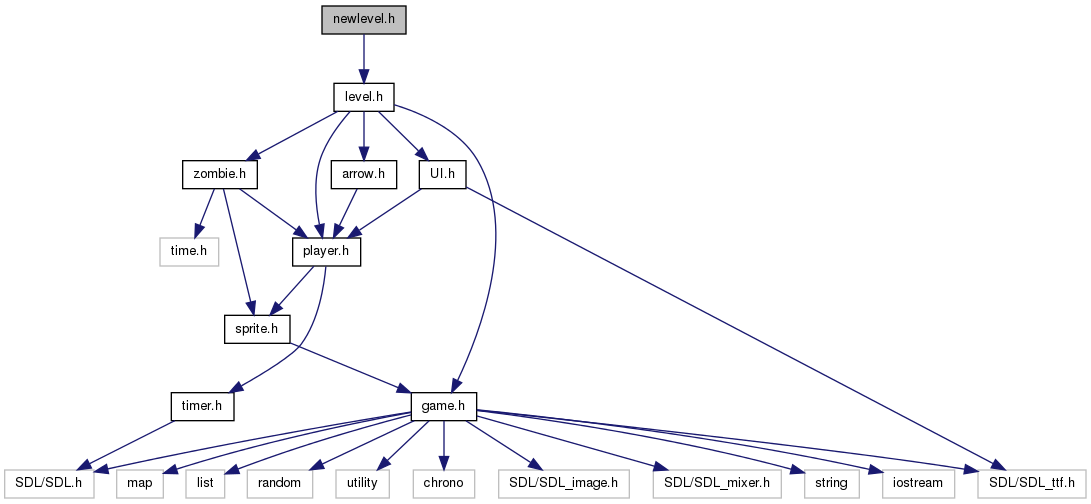 newlevel.h
level.h
zombie.h
arrow.h
UI.h
time.h
player.h
sprite.h
timer.h
game.h
SDL/SDL.h
map
list
random
utility
chrono
SDL/SDL_image.h
SDL/SDL_mixer.h
string
iostream
SDL/SDL_ttf.h